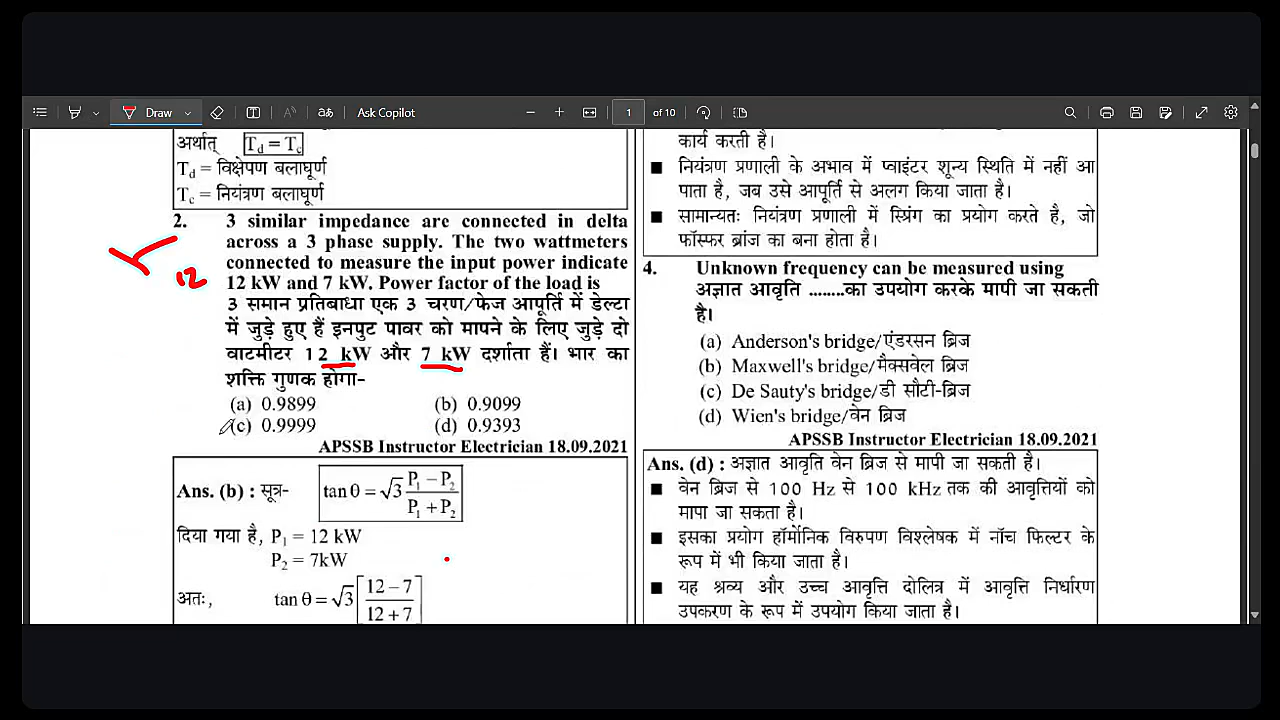 Draw
aあ
Ask Copilot
1
of 10
अर्थात् T_d = T_c
T_d = विक्षेपण बलाघूर्ण
T_c = नियंत्रण बलाघूर्ण
2. 3 similar impedance are connected in delta
across a 3 phase supply. The two wattmeters
connected to measure the input power indicate
12 kW and 7 kW. Power factor of the load is
12
3 समान प्रतिबाधा एक 3 चरण/फेज आपूर्ति में डेल्टा
में जुड़े हुए हैं इनपुट पावर को मापने के लिए जुड़े दो
वाटमीटर 12 kW और 7 kW दर्शाता हैं। भार का
शक्ति गुणक होगा-
(a) 0.9899 (b) 0.9099
(c) 0.9999 (d) 0.9393
APSSB Instructor Electrician 18.09.2021
Ans. (b) : सूत्र- tan θ = √3 (P₁ − P₂)/(P₁ + P₂)
दिया गया है, P₁ = 12 kW
P₂ = 7kW
अतः, tan θ = √3 [(12 − 7)/(12 + 7)]
कार्य करती है।
■ नियंत्रण प्रणाली के अभाव में प्वाइंटर शून्य स्थिति में नहीं आ
पाता है, जब उसे आपूर्ति से अलग किया जाता है।
■ सामान्यतः नियंत्रण प्रणाली में स्प्रिंग का प्रयोग करते है, जो
फॉस्फर ब्रांज का बना होता है।
4. Unknown frequency can be measured using
अज्ञात आवृति ........का उपयोग करके मापी जा सकती
है।
(a) Anderson's bridge/एंडरसन ब्रिज
(b) Maxwell's bridge/मैक्सवेल ब्रिज
(c) De Sauty's bridge/डी सौटी-ब्रिज
(d) Wien's bridge/वेन ब्रिज
APSSB Instructor Electrician 18.09.2021
Ans. (d) : अज्ञात आवृति वेन ब्रिज से मापी जा सकती है।
■ वेन ब्रिज से 100 Hz से 100 kHz तक की आवृत्तियों को
मापा जा सकता है।
■ इसका प्रयोग हॉर्मोनिक विरुपण विश्लेषक में नॉच फिल्टर के
रूप में भी किया जाता है।
■ यह श्रव्य और उच्च आवृत्ति दोलित्र में आवृत्ति निर्धारण
उपकरण के रूप में उपयोग किया जाता है।